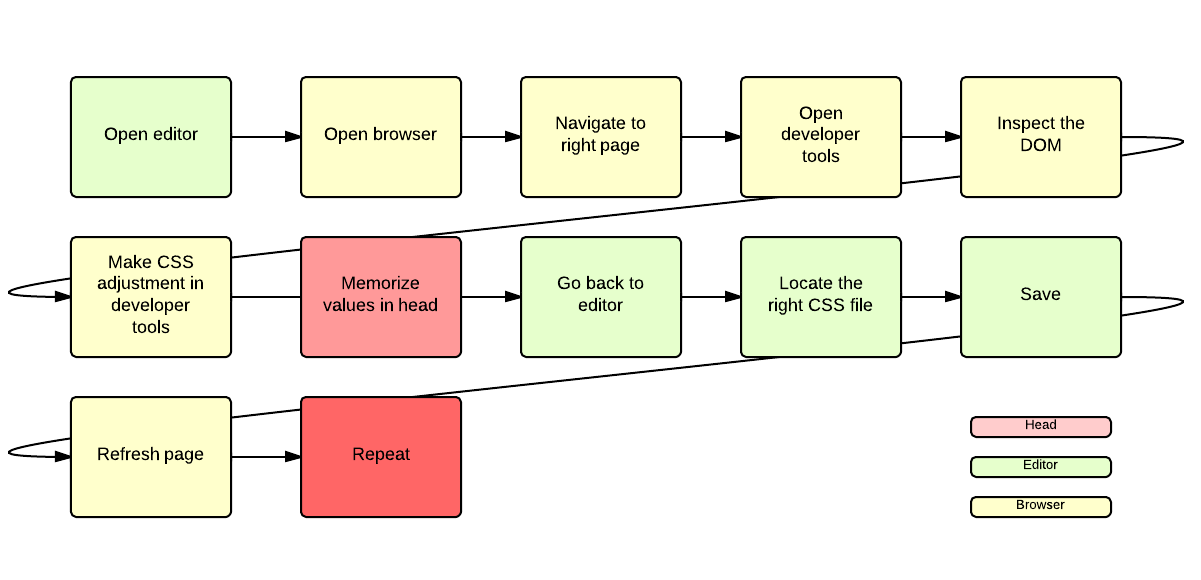 Open editor
Open browser
Navigate to
right page
Open
developer
tools
Inspect the
DOM
Make CSS
adjustment in
developer
tools
Memorize
values in head
Go back to
editor
Locate the
right CSS file
Save
Refresh page
Repeat
Head
Editor
Browser